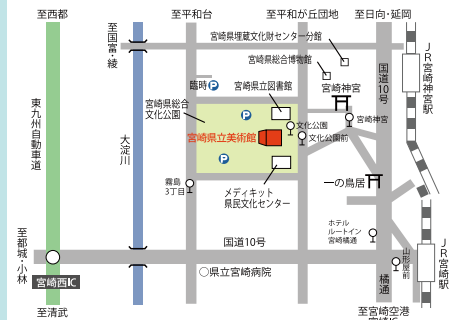 至西都
至平和台
至平和が丘団地
至日向・延岡
至国富・綾
宮崎県埋蔵文化財センター分館
宮崎県総合博物館
国道10号
JR宮崎神宮駅
臨時P
宮崎県立図書館
宮崎神宮
宮崎県総合
文化公園
P
文化公園
宮崎神宮
東九州自動車道
大淀川
宮崎県立美術館
文化公園前
P
霧島
3丁目
一の鳥居
メディキット
県民文化センター
ホテル
ルートイン
宮崎橘通
至都城・小林
国道10号
山形屋前
JR宮崎駅
宮崎西IC
○県立宮崎病院
橘通
至清武
至宮崎空港
宮崎IC